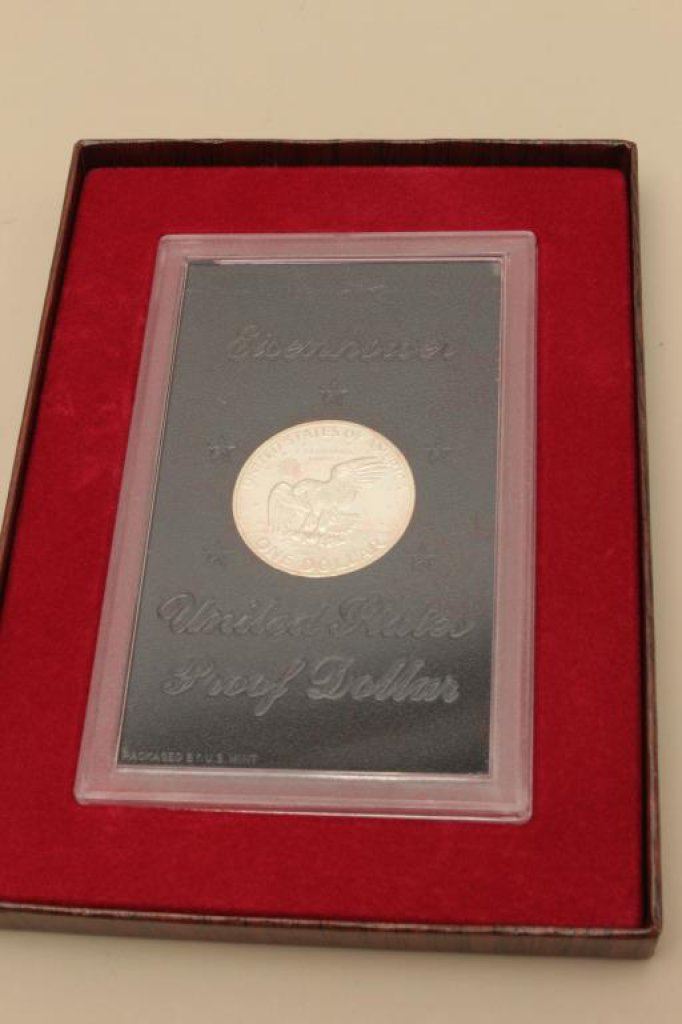 Eisenhower
UNITED STATES OF AMERICA
ONE DOLLAR
United States
Proof Dollar
PACKAGED BY U.S. MINT